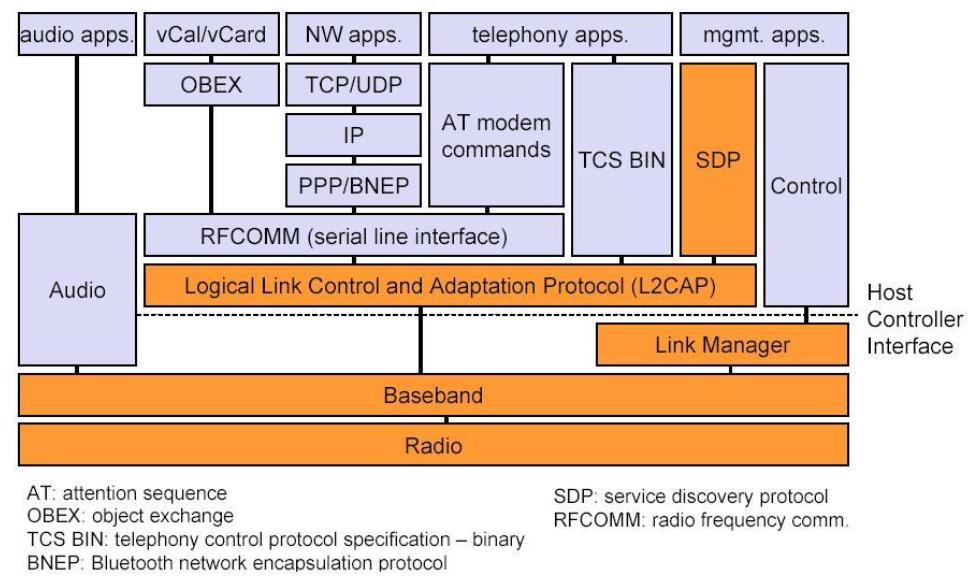 audio apps.
vCal/vCard
NW apps.
telephony apps.
mgmt. apps.
OBEX
TCP/UDP
AT modem
commands
TCS BIN
SDP
Control
IP
PPP/BNEP
Audio
RFCOMM (serial line interface)
Logical Link Control and Adaptation Protocol (L2CAP)
Host
Controller
Interface
Link Manager
Baseband
Radio
AT: attention sequence
OBEX: object exchange
TCS BIN: telephony control protocol specification – binary
BNEP: Bluetooth network encapsulation protocol
SDP: service discovery protocol
RFCOMM: radio frequency comm.